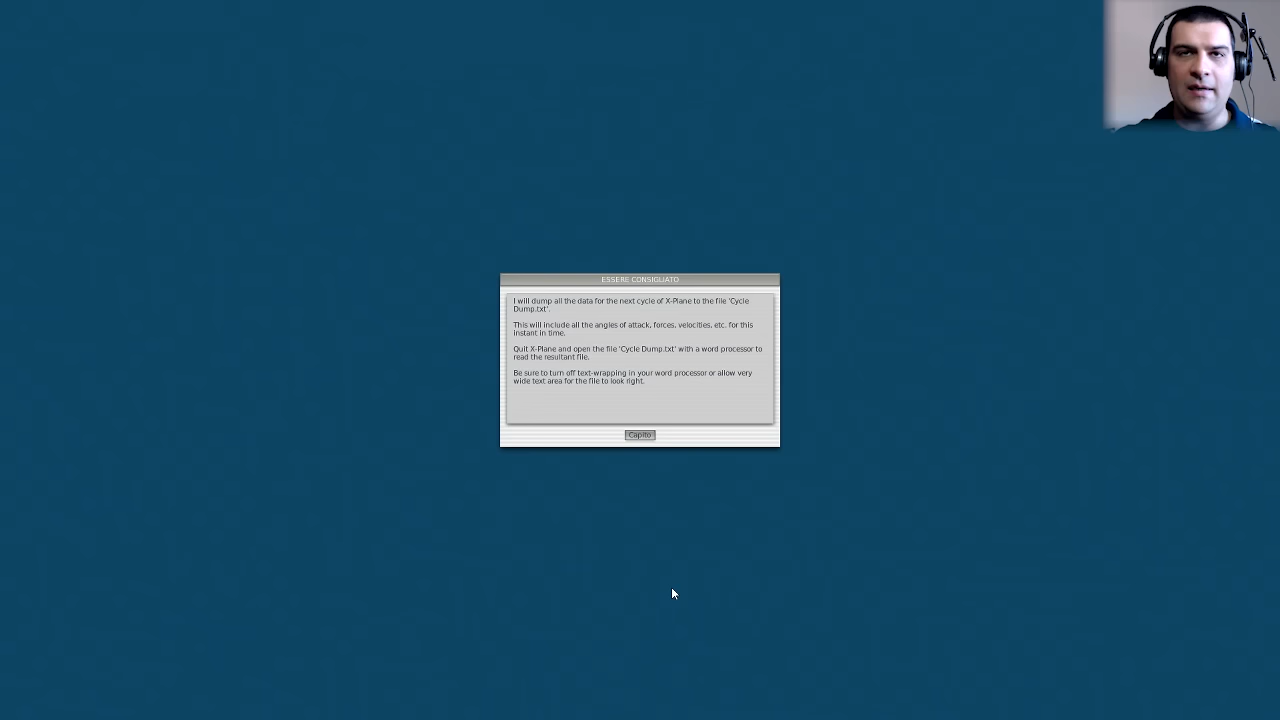 ESSERE CONSIGLIATO
I will dump all the data for the next cycle of X-Plane to the file 'Cycle
Dump.txt'.
This will include all the angles of attack, forces, velocities, etc. for this
instant in time.
Quit X-Plane and open the file 'Cycle Dump.txt' with a word processor to
read the resultant file.
Be sure to turn off text-wrapping in your word processor or allow very
wide text area for the file to look right.
Capito